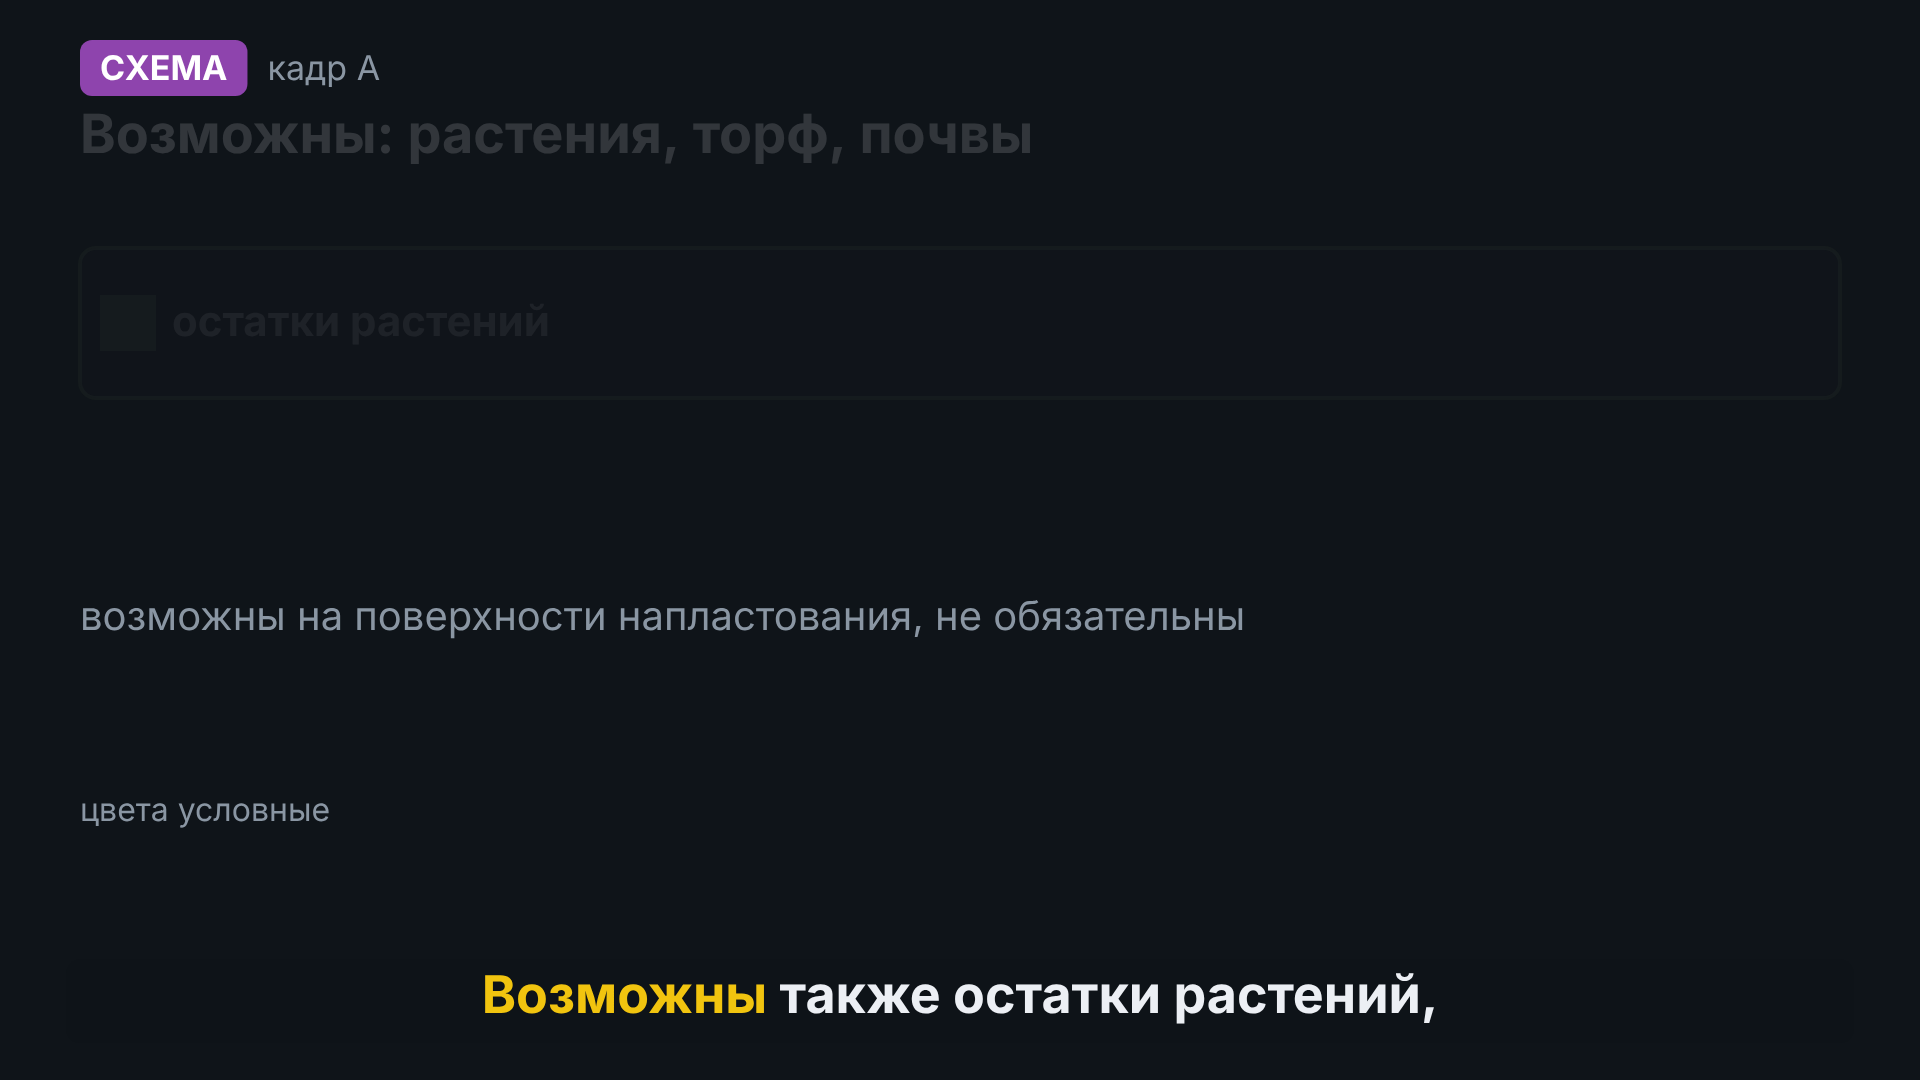 СХЕМА кадр А
Возможны: растения, торф, почвы
остатки растений
возможны на поверхности напластования, не обязательны
цвета условные
Возможны также остатки растений,